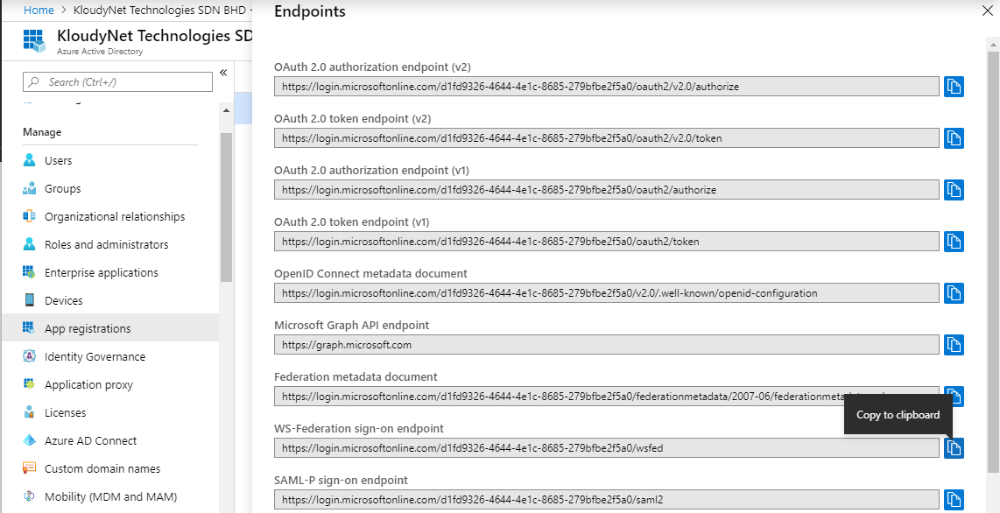 Home > KloudyNet Technologies SDN BHD -
KloudyNet Technologies SD
Azure Active Directory
Search (Ctrl+/)
«
Manage
Users
Groups
Organizational relationships
Roles and administrators
Enterprise applications
Devices
App registrations
Identity Governance
Application proxy
Licenses
Azure AD Connect
Custom domain names
Mobility (MDM and MAM)
Endpoints
OAuth 2.0 authorization endpoint (v2)
https://login.microsoftonline.com/d1fd9326-4644-4e1c-8685-279bfbe2f5a0/oauth2/v2.0/authorize
OAuth 2.0 token endpoint (v2)
https://login.microsoftonline.com/d1fd9326-4644-4e1c-8685-279bfbe2f5a0/oauth2/v2.0/token
OAuth 2.0 authorization endpoint (v1)
https://login.microsoftonline.com/d1fd9326-4644-4e1c-8685-279bfbe2f5a0/oauth2/authorize
OAuth 2.0 token endpoint (v1)
https://login.microsoftonline.com/d1fd9326-4644-4e1c-8685-279bfbe2f5a0/oauth2/token
OpenID Connect metadata document
https://login.microsoftonline.com/d1fd9326-4644-4e1c-8685-279bfbe2f5a0/v2.0/.well-known/openid-configuration
Microsoft Graph API endpoint
https://graph.microsoft.com
Federation metadata document
https://login.microsoftonline.com/d1fd9326-4644-4e1c-8685-279bfbe2f5a0/federationmetadata/2007-06/federationmeta
Copy to clipboard
WS-Federation sign-on endpoint
https://login.microsoftonline.com/d1fd9326-4644-4e1c-8685-279bfbe2f5a0/wsfed
SAML-P sign-on endpoint
https://login.microsoftonline.com/d1fd9326-4644-4e1c-8685-279bfbe2f5a0/saml2